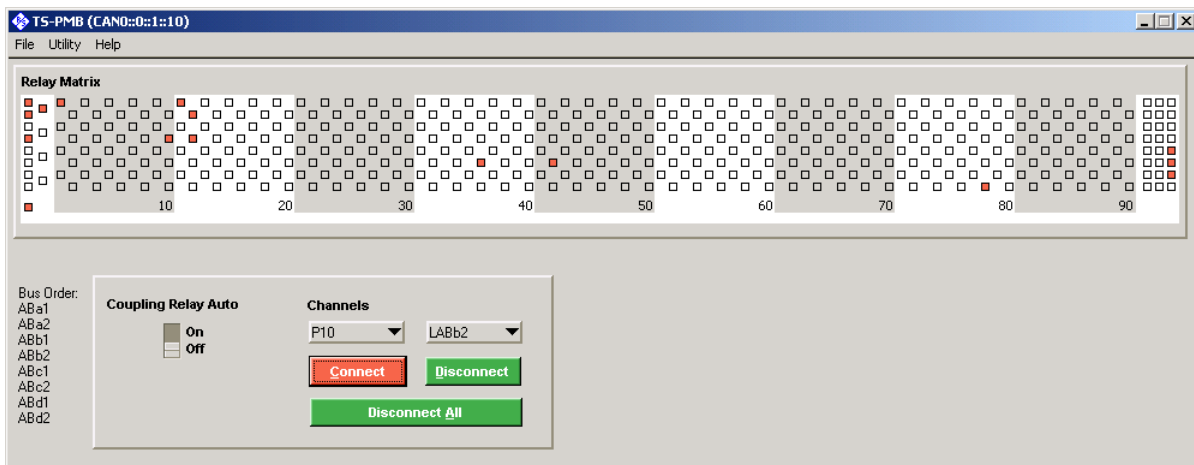 TS-PMB (CAN0::0::1::10)
File Utility Help
Relay Matrix
10 20 30 40 50 60 70 80 90
Bus Order:
ABa1
ABa2
ABb1
ABb2
ABc1
ABc2
ABd1
ABd2
Coupling Relay Auto
On
Off
Channels
P10 LABb2
Connect Disconnect
Disconnect All